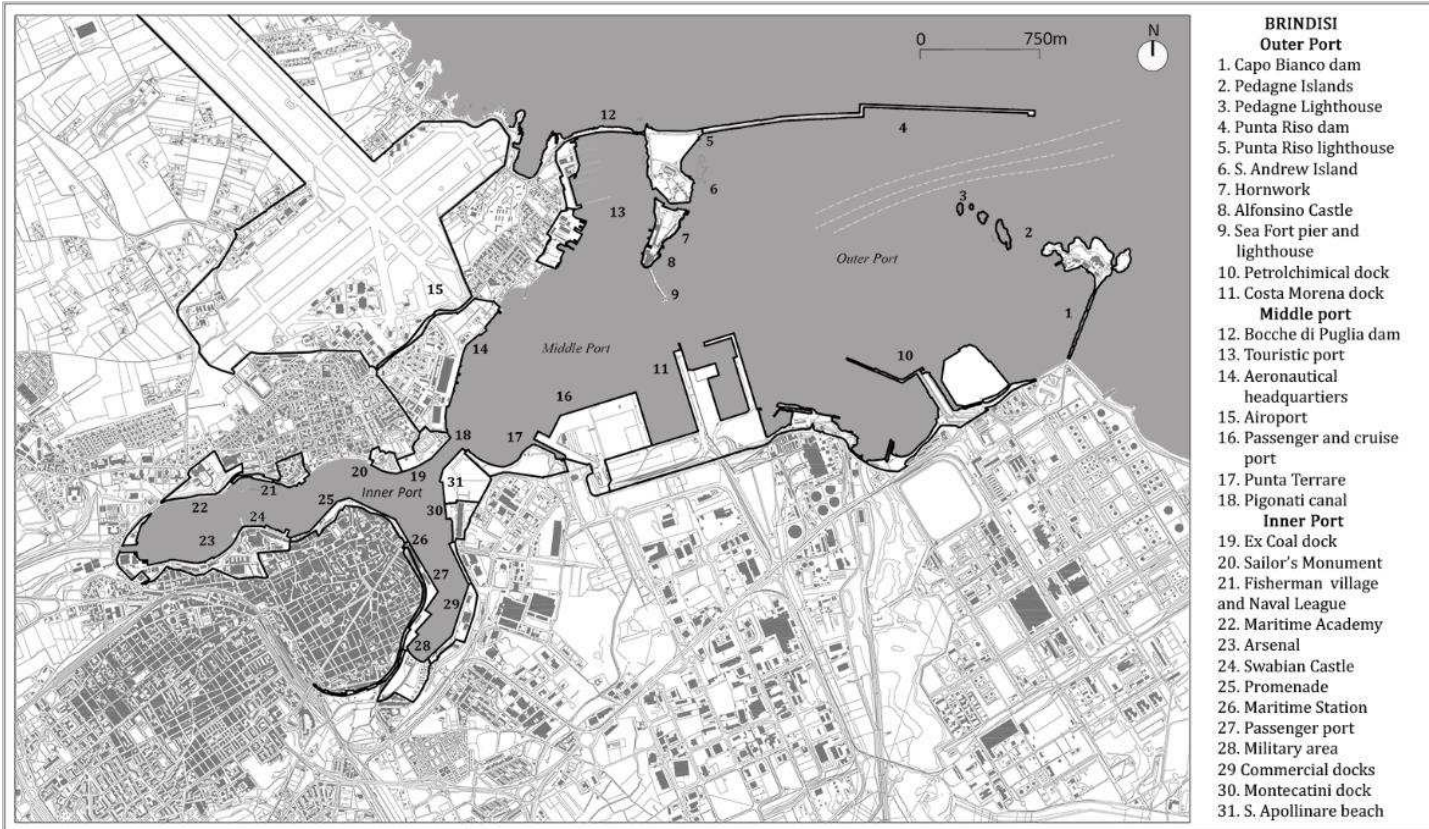 0 750m
N
12
4
5
6
3
13
7
2
8
Outer Port
9
15
1
14
Middle Port
11
10
16
18
17
20
19
31
21
Inner Port
22
25
30
24
23
26
27
29
28
BRINDISI
Outer Port
1. Capo Bianco dam
2. Pedagne Islands
3. Pedagne Lighthouse
4. Punta Riso dam
5. Punta Riso lighthouse
6. S. Andrew Island
7. Hornwork
8. Alfonsino Castle
9. Sea Fort pier and
lighthouse
10. Petrolchimical dock
11. Costa Morena dock
Middle port
12. Bocche di Puglia dam
13. Touristic port
14. Aeronautical
headquartiers
15. Airoport
16. Passenger and cruise
port
17. Punta Terrare
18. Pigonati canal
Inner Port
19. Ex Coal dock
20. Sailor's Monument
21. Fisherman village
and Naval League
22. Maritime Academy
23. Arsenal
24. Swabian Castle
25. Promenade
26. Maritime Station
27. Passenger port
28. Military area
29 Commercial docks
30. Montecatini dock
31. S. Apollinare beach